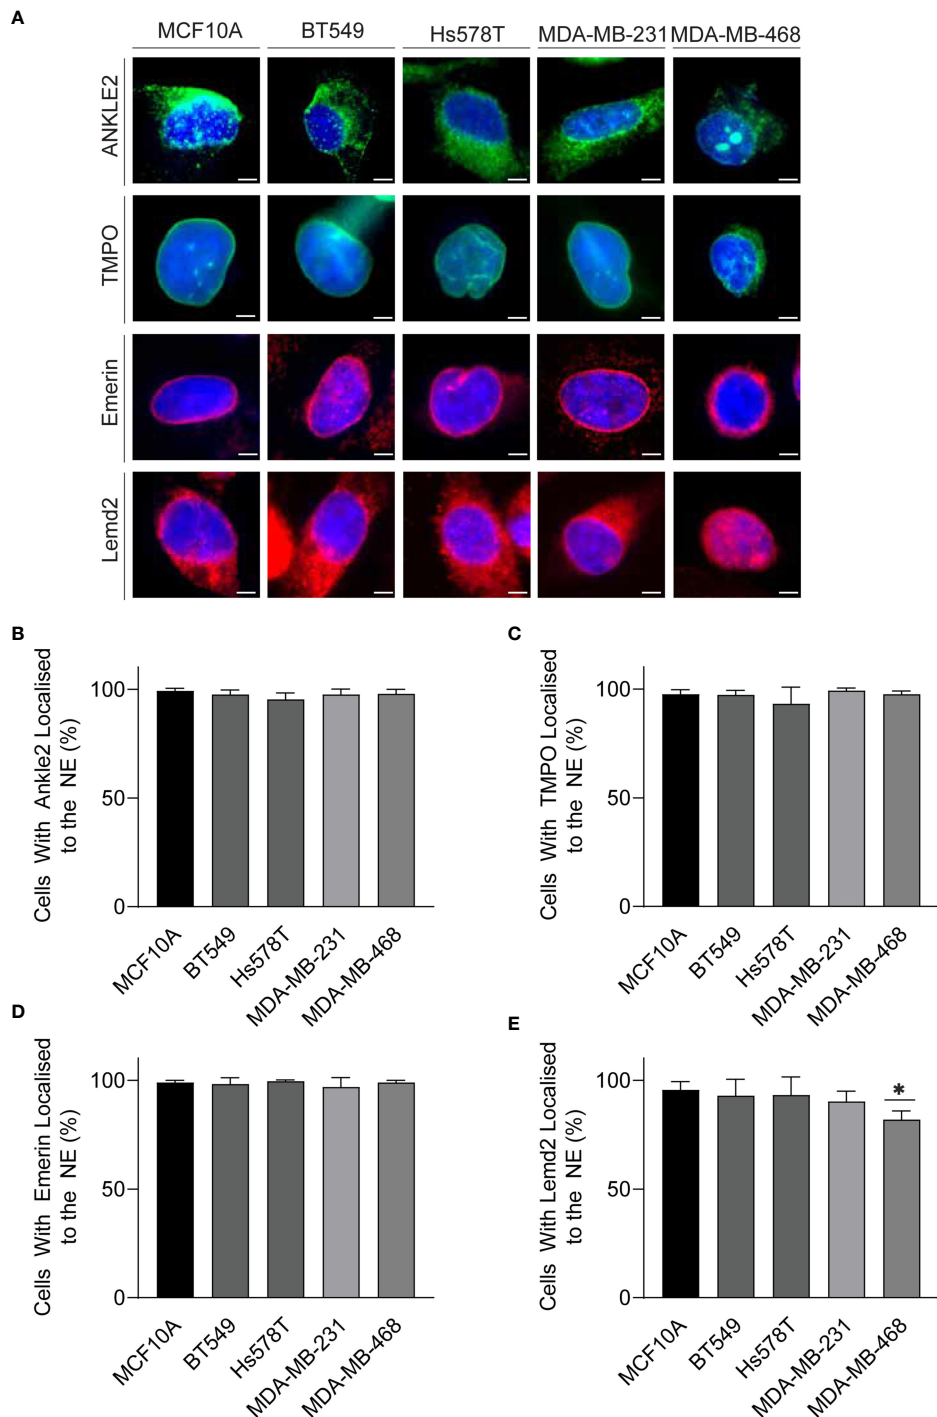 A
MCF10A BT549 Hs578T MDA-MB-231 MDA-MB-468
ANKLE2
TMPO
Emerin
Lemd2
B
Cells With Ankle2 Localised
to the NE (%)
100
50
0
MCF10A
BT549
Hs578T
MDA-MB-231
MDA-MB-468
C
Cells With TMPO Localised
to the NE (%)
100
50
0
MCF10A
BT549
Hs578T
MDA-MB-231
MDA-MB-468
D
Cells With Emerin Localised
to the NE (%)
100
50
0
MCF10A
BT549
Hs578T
MDA-MB-231
MDA-MB-468
E
Cells With Lemd2 Localised
to the NE (%)
100
50
0
*
MCF10A
BT549
Hs578T
MDA-MB-231
MDA-MB-468